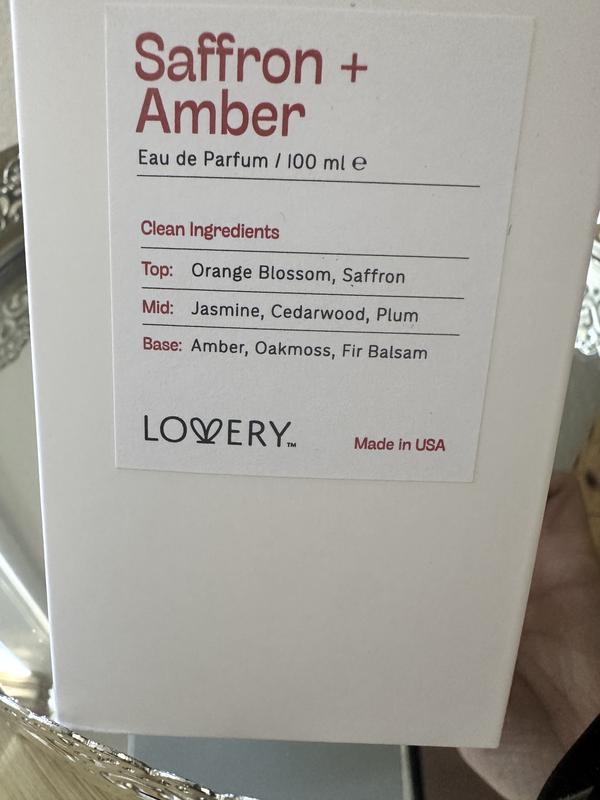 Saffron +
Amber
Eau de Parfum / 100 ml ℮
Clean Ingredients
Top: Orange Blossom, Saffron
Mid: Jasmine, Cedarwood, Plum
Base: Amber, Oakmoss, Fir Balsam
LOVERY™ Made in USA